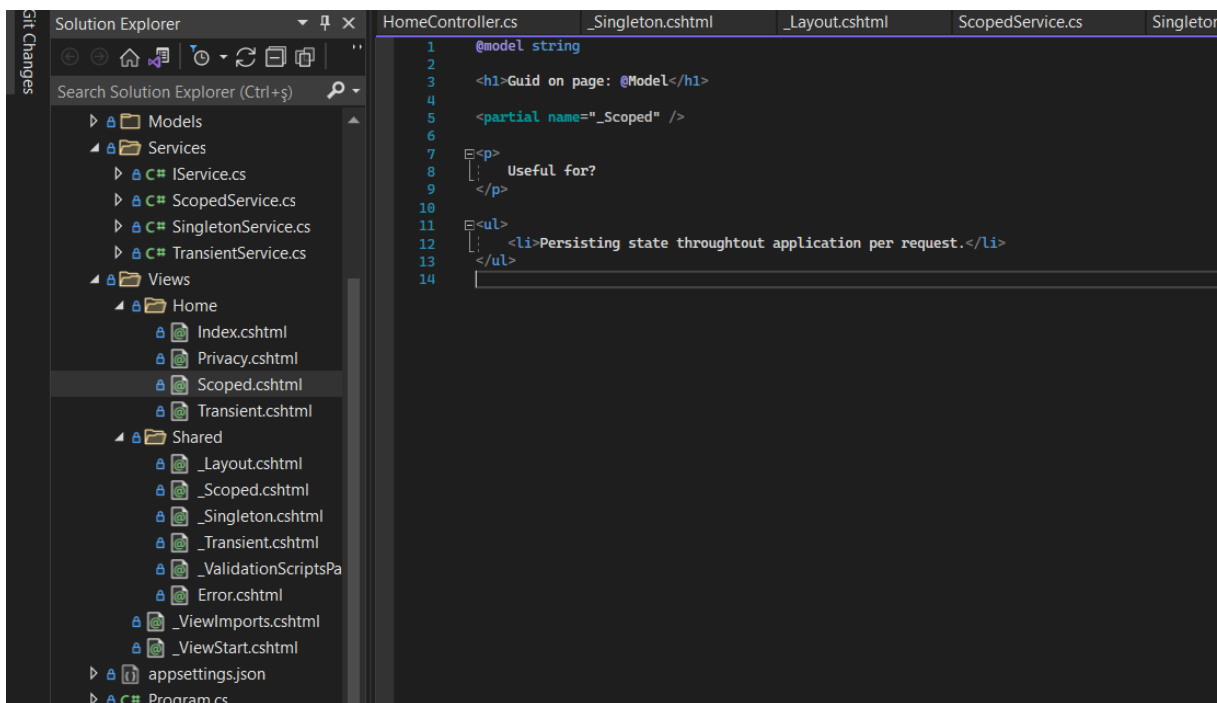 Git Changes
Solution Explorer
Search Solution Explorer (Ctrl+ş)
Models
Services
C# IService.cs
C# ScopedService.cs
C# SingletonService.cs
C# TransientService.cs
Views
Home
Index.cshtml
Privacy.cshtml
Scoped.cshtml
Transient.cshtml
Shared
_Layout.cshtml
_Scoped.cshtml
_Singleton.cshtml
_Transient.cshtml
_ValidationScriptsPa
Error.cshtml
_ViewImports.cshtml
_ViewStart.cshtml
appsettings.json
C# Program.cs
HomeController.cs _Singleton.cshtml _Layout.cshtml ScopedService.cs Singleton
1 @model string
2
3 <h1>Guid on page: @Model</h1>
4
5 <partial name="_Scoped" />
6
7 <p>
8 Useful for?
9 </p>
10
11 <ul>
12 <li>Persisting state throughtout application per request.</li>
13 </ul>
14